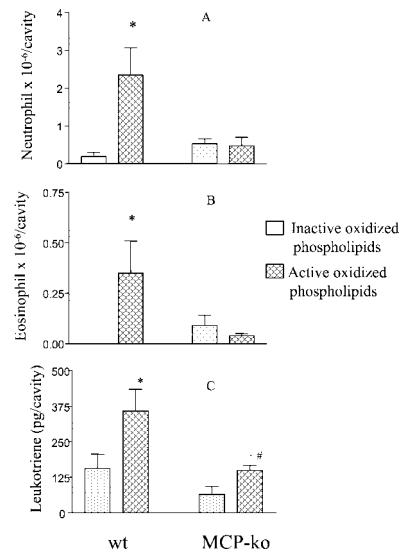 A
Neutrophil x 10-6/cavity
4
3
2
1
0
*
B
Eosinophil x 10-6/cavity
0.75
0.50
0.25
0.00
*
Inactive oxidized
phospholipids
Active oxidized
phospholipids
C
Leukotriene (pg/cavity)
500
375
250
125
0
*
#
wt
MCP-ko